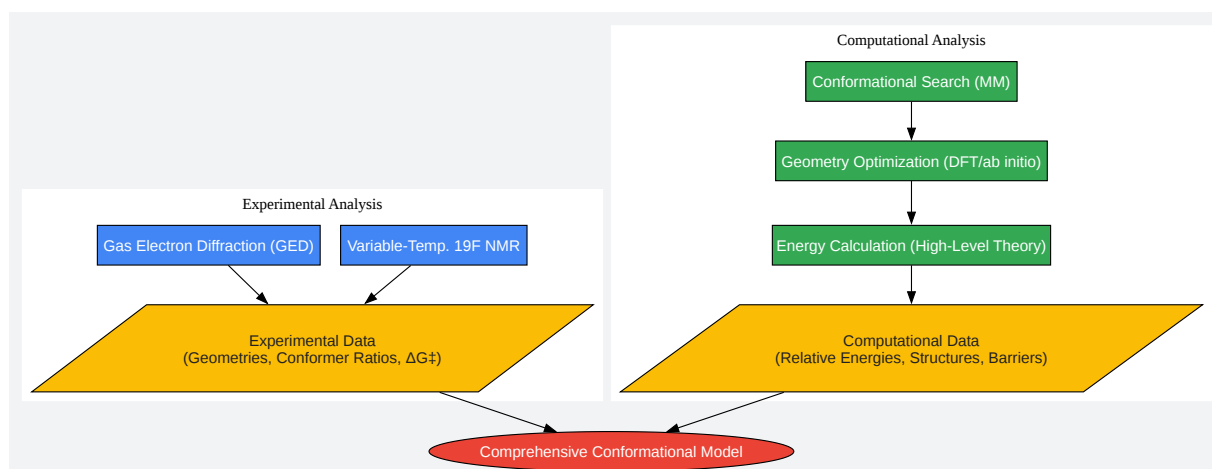 Computational Analysis
Conformational Search (MM)
Geometry Optimization (DFT/ab initio)
Energy Calculation (High-Level Theory)
Computational Data
(Relative Energies, Structures, Barriers)
Experimental Analysis
Gas Electron Diffraction (GED)
Variable-Temp. 19F NMR
Experimental Data
(Geometries, Conformer Ratios, ΔG‡)
Comprehensive Conformational Model